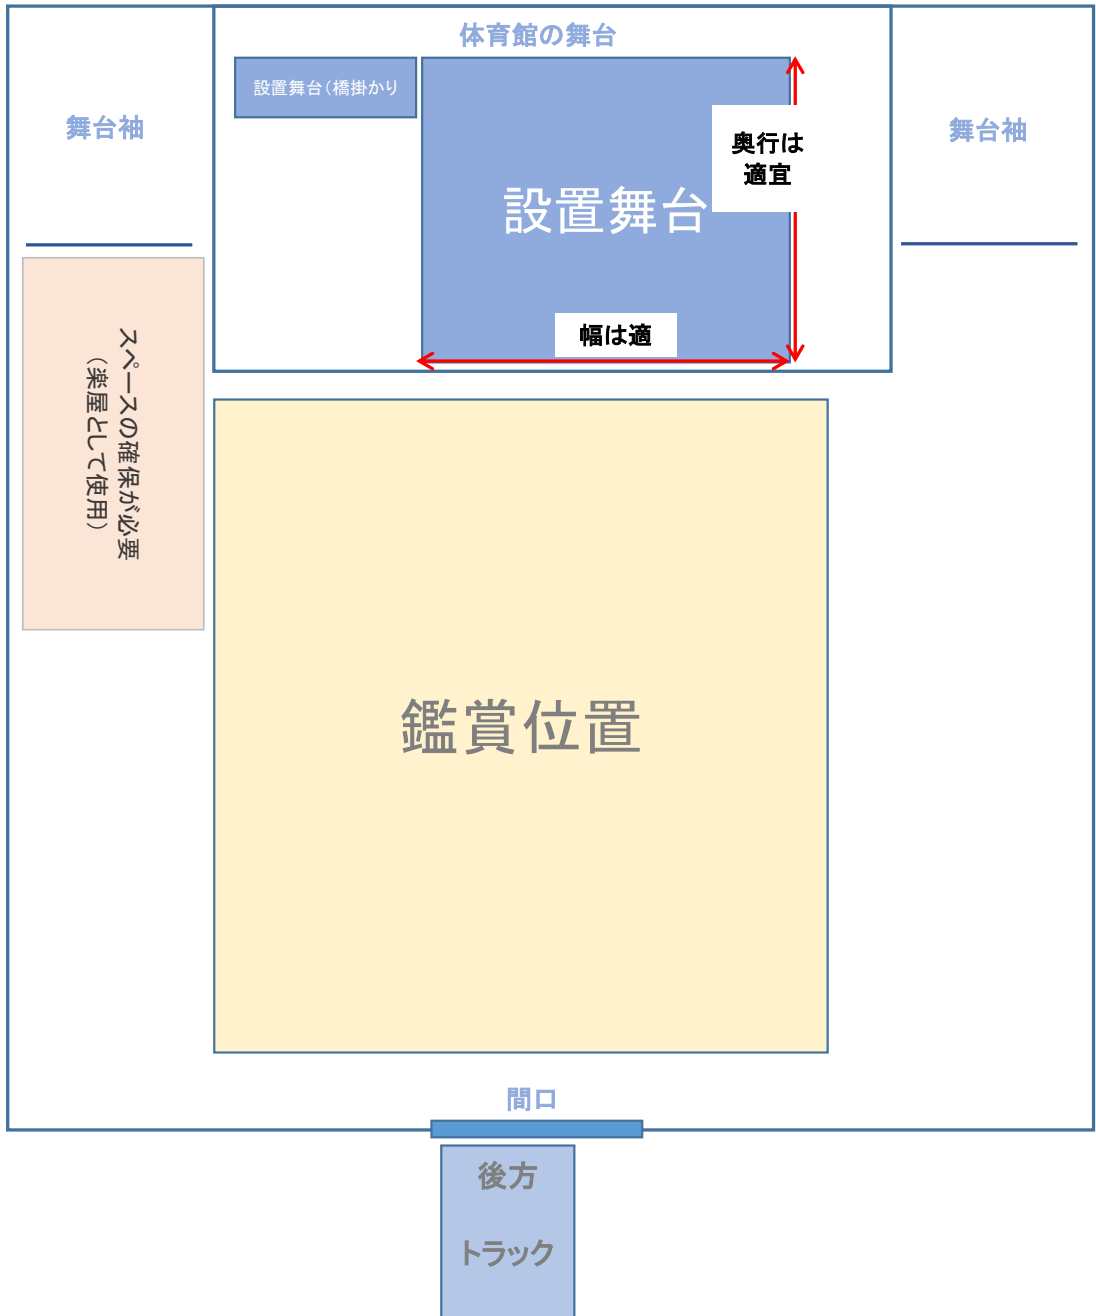 体育館の舞台
設置舞台（橋掛かり
舞台袖
舞台袖
奥行は
適宜
設置舞台
幅は適
スペースの確保が必要
（楽屋として使用）
鑑賞位置
間口
後方
トラック